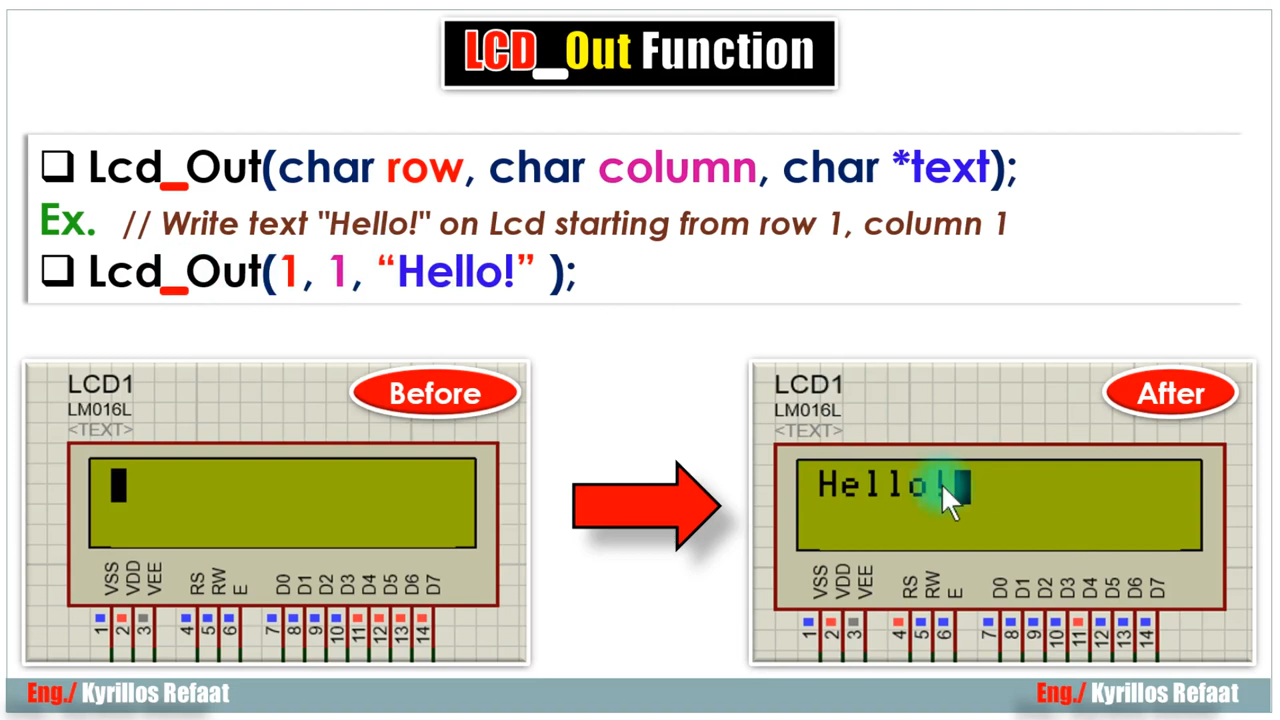 LCD_Out Function
❑ Lcd_Out(char row, char column, char *text);
Ex. // Write text "Hello!" on Lcd starting from row 1, column 1
❑ Lcd_Out(1, 1, “Hello!” );
LCD1
LM016L
<TEXT>
Before
VSS VDD VEE RS RW E D0 D1 D2 D3 D4 D5 D6 D7
1 2 3 4 5 6 7 8 9 10 11 12 13 14
LCD1
LM016L
<TEXT>
After
Hello!
VSS VDD VEE RS RW E D0 D1 D2 D3 D4 D5 D6 D7
1 2 3 4 5 6 7 8 9 10 11 12 13 14
Eng./ Kyrillos Refaat
Eng./ Kyrillos Refaat